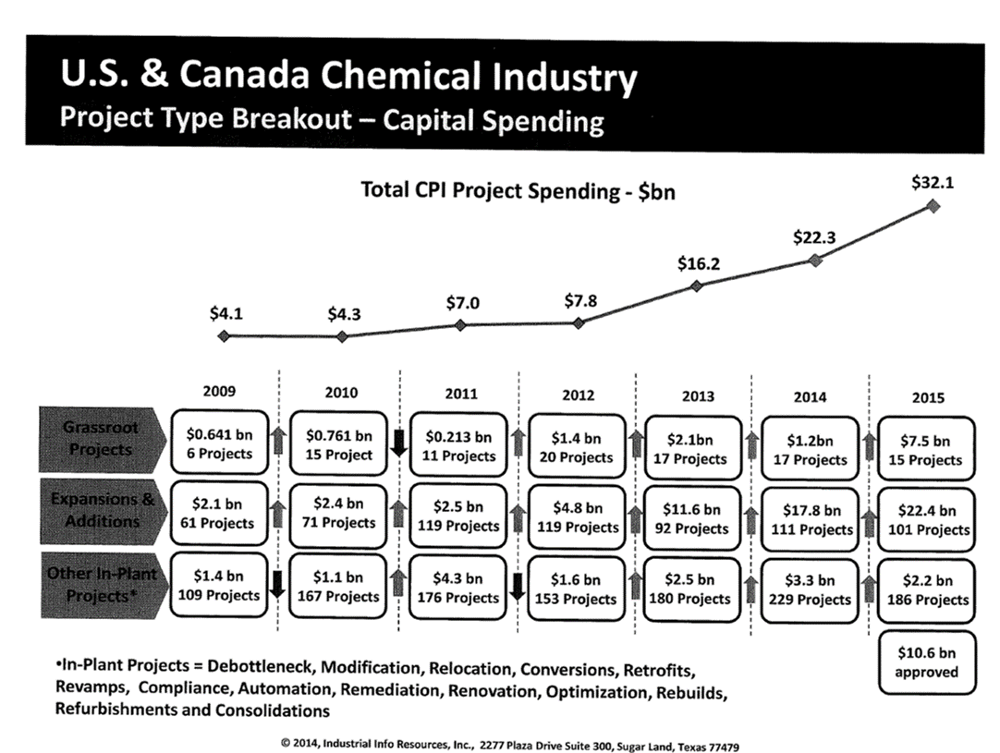 U.S. & Canada Chemical Industry
Project Type Breakout – Capital Spending
Total CPI Project Spending - $bn
$4.1
$4.3
$7.0
$7.8
$16.2
$22.3
$32.1
2009
2010
2011
2012
2013
2014
2015
Grassroot
Projects
$0.641 bn
6 Projects
$0.761 bn
15 Project
$0.213 bn
11 Projects
$1.4 bn
20 Projects
$2.1bn
17 Projects
$1.2bn
17 Projects
$7.5 bn
15 Projects
Expansions &
Additions
$2.1 bn
61 Projects
$2.4 bn
71 Projects
$2.5 bn
119 Projects
$4.8 bn
119 Projects
$11.6 bn
92 Projects
$17.8 bn
111 Projects
$22.4 bn
101 Projects
Other In-Plant
Projects*
$1.4 bn
109 Projects
$1.1 bn
167 Projects
$4.3 bn
176 Projects
$1.6 bn
153 Projects
$2.5 bn
180 Projects
$3.3 bn
229 Projects
$2.2 bn
186 Projects
$10.6 bn
approved
•In-Plant Projects = Debottleneck, Modification, Relocation, Conversions, Retrofits,
Revamps, Compliance, Automation, Remediation, Renovation, Optimization, Rebuilds,
Refurbishments and Consolidations
© 2014, Industrial Info Resources, Inc., 2277 Plaza Drive Suite 300, Sugar Land, Texas 77479